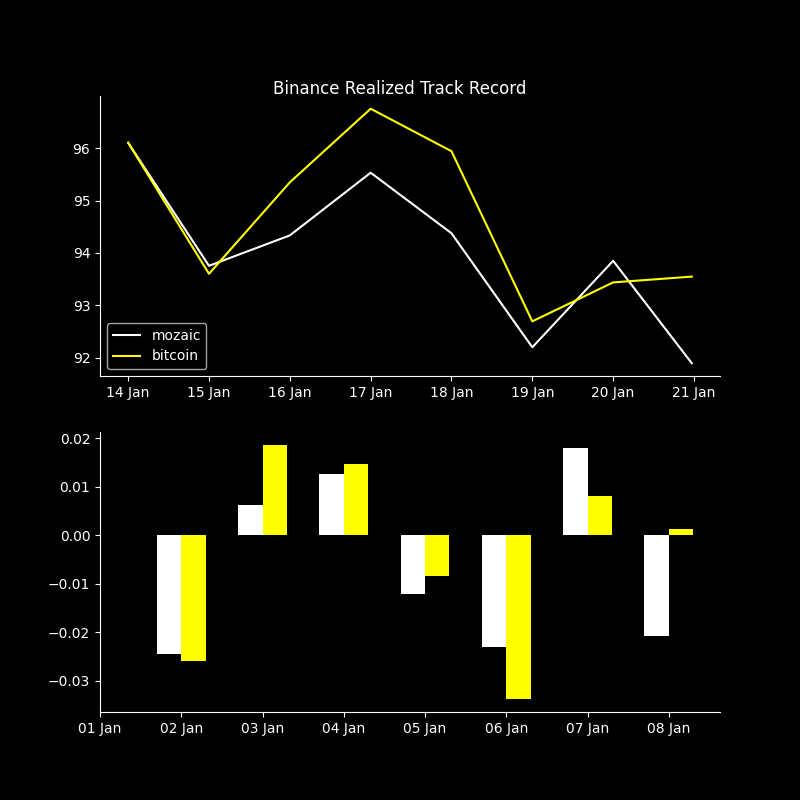 Binance Realized Track Record
96
95
94
93
92
mozaic
bitcoin
14 Jan 15 Jan 16 Jan 17 Jan 18 Jan 19 Jan 20 Jan 21 Jan
0.02
0.01
0.00
−0.01
−0.02
−0.03
01 Jan 02 Jan 03 Jan 04 Jan 05 Jan 06 Jan 07 Jan 08 Jan